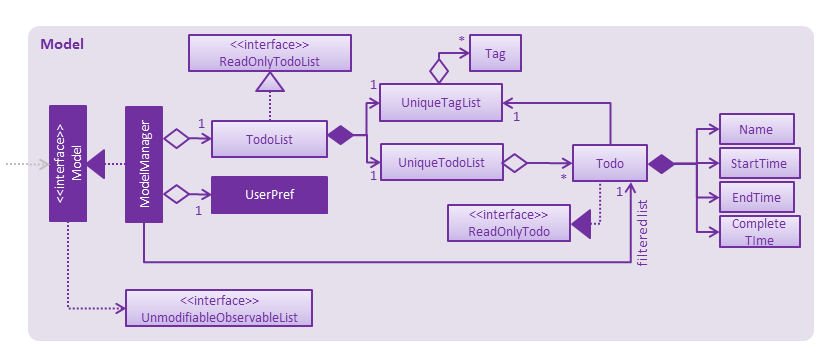 Model
<<interface>>
ReadOnlyTodoList
*
Tag
1
UniqueTagList
1
Name
<<interface>>
Model
ModelManager
1
TodoList
UniqueTodoList
1
Todo
*
1
StartTime
UserPref
1
EndTime
<<interface>>
ReadOnlyTodo
filtered list
Complete
TIme
<<interface>>
UnmodifiableObservableList